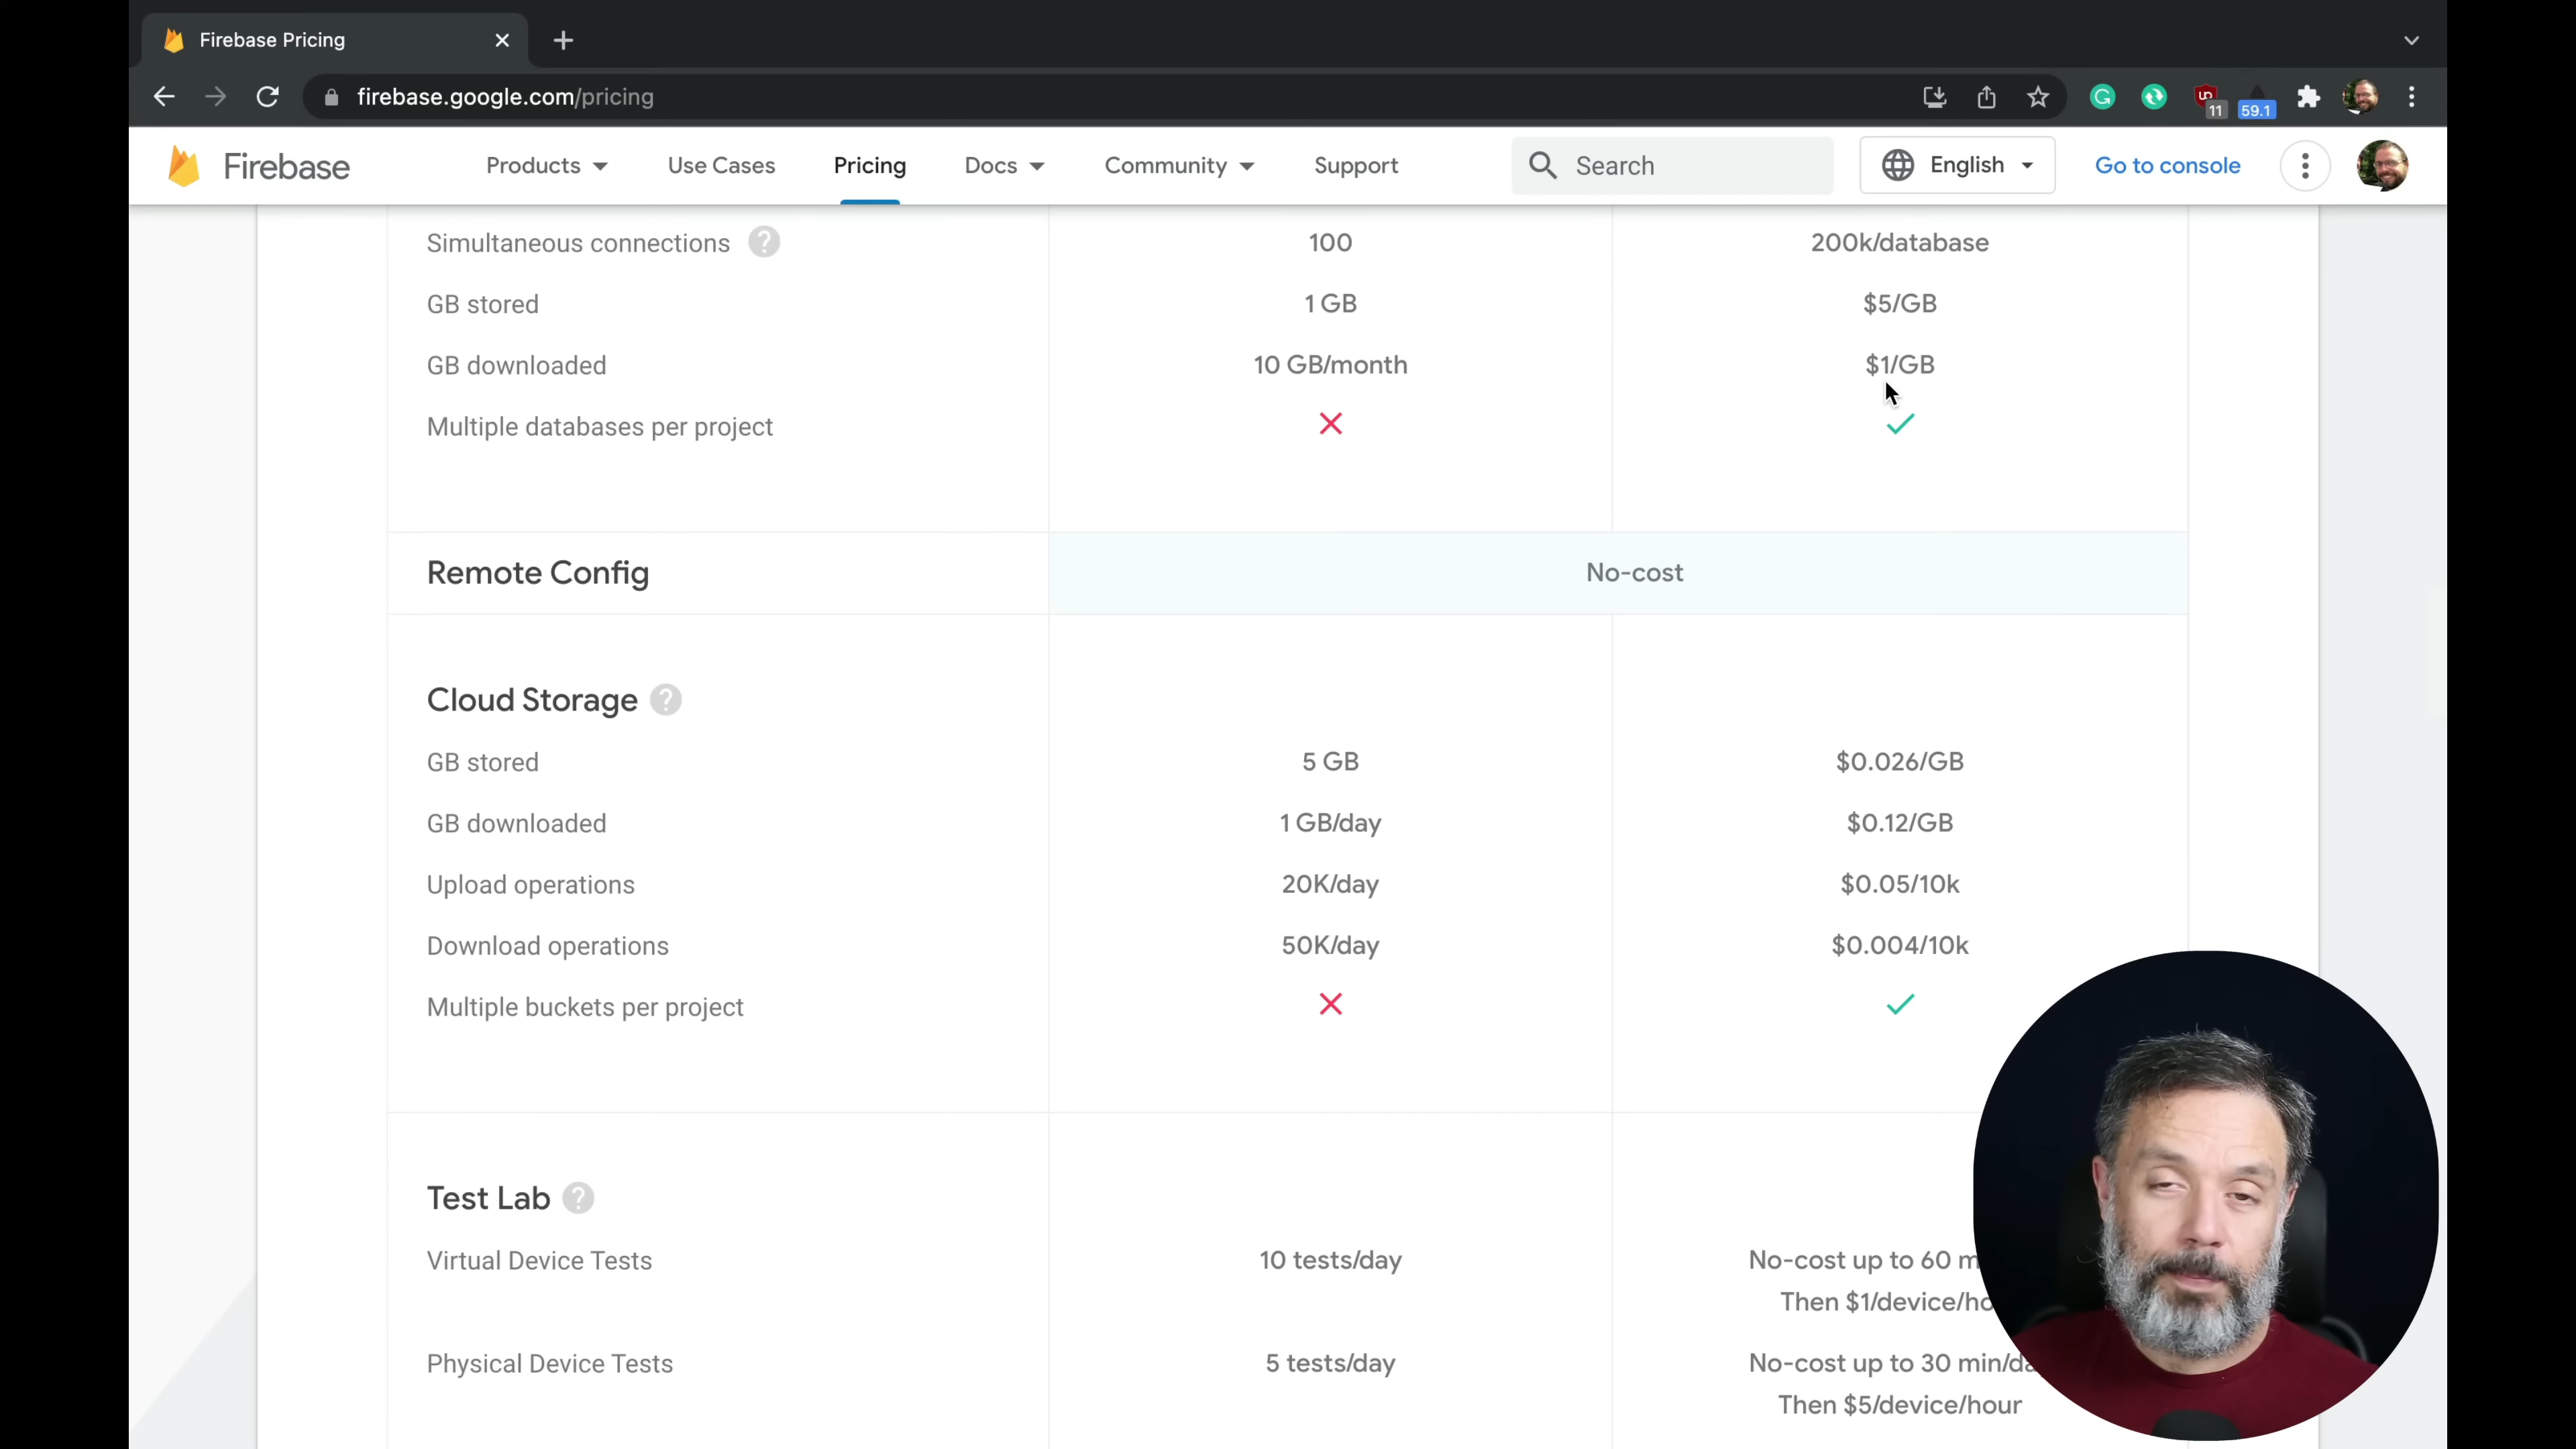 Firebase Pricing
firebase.google.com/pricing
11
59.1
Firebase
Products
Use Cases
Pricing
Docs
Community
Support
Search
English
Go to console
Simultaneous connections ? 100 200k/database
GB stored 1 GB $5/GB
GB downloaded 10 GB/month $1/GB
Multiple databases per project
Remote Config No-cost
Cloud Storage ?
GB stored 5 GB $0.026/GB
GB downloaded 1 GB/day $0.12/GB
Upload operations 20K/day $0.05/10k
Download operations 50K/day $0.004/10k
Multiple buckets per project
Test Lab ?
Virtual Device Tests 10 tests/day No-cost up to 60 m
Then $1/device/ho
Physical Device Tests 5 tests/day No-cost up to 30 min/da
Then $5/device/hour